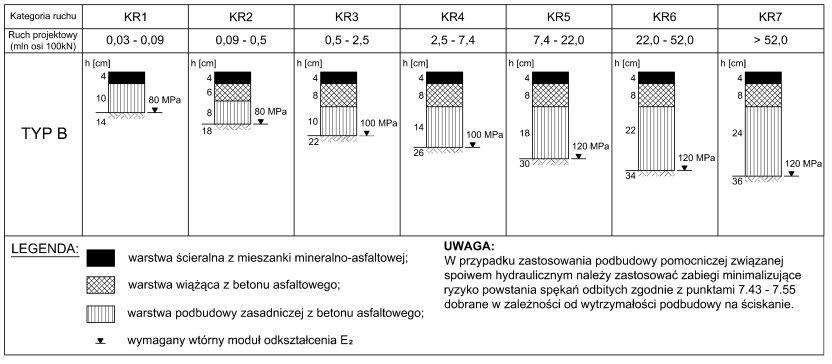 Kategoria ruchu KR1 KR2 KR3 KR4 KR5 KR6 KR7
Ruch projektowy
(mln osi 100kN) 0,03 - 0,09 0,09 - 0,5 0,5 - 2,5 2,5 - 7,4 7,4 - 22,0 22,0 - 52,0 > 52,0
TYP B
h [cm]
4
10
80 MPa
14
h [cm]
4
6
8
80 MPa
18
h [cm]
4
8
10
100 MPa
22
h [cm]
4
8
14
100 MPa
26
h [cm]
4
8
18
120 MPa
30
h [cm]
4
8
22
120 MPa
34
h [cm]
4
8
24
120 MPa
36
LEGENDA:
warstwa ścieralna z mieszanki mineralno-asfaltowej;
warstwa wiążąca z betonu asfaltowego;
warstwa podbudowy zasadniczej z betonu asfaltowego;
wymagany wtórny moduł odkształcenia E₂
UWAGA:
W przypadku zastosowania podbudowy pomocniczej związanej
spoiwem hydraulicznym należy zastosować zabiegi minimalizujące
ryzyko powstania spękań odbitych zgodnie z punktami 7.43 - 7.55
dobrane w zależności od wytrzymałości podbudowy na ściskanie.